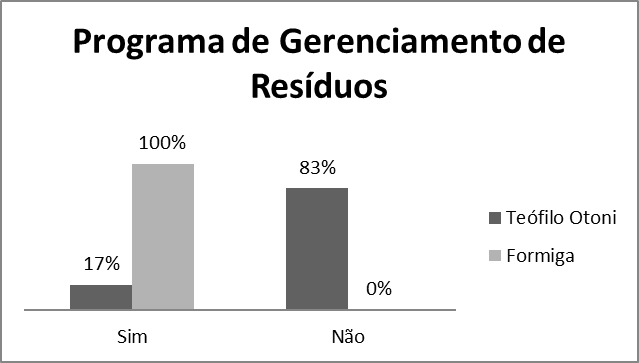 Programa de Gerenciamento de
Resíduos
100%
83%
17%
0%
Teófilo Otoni
Formiga
Sim
Não